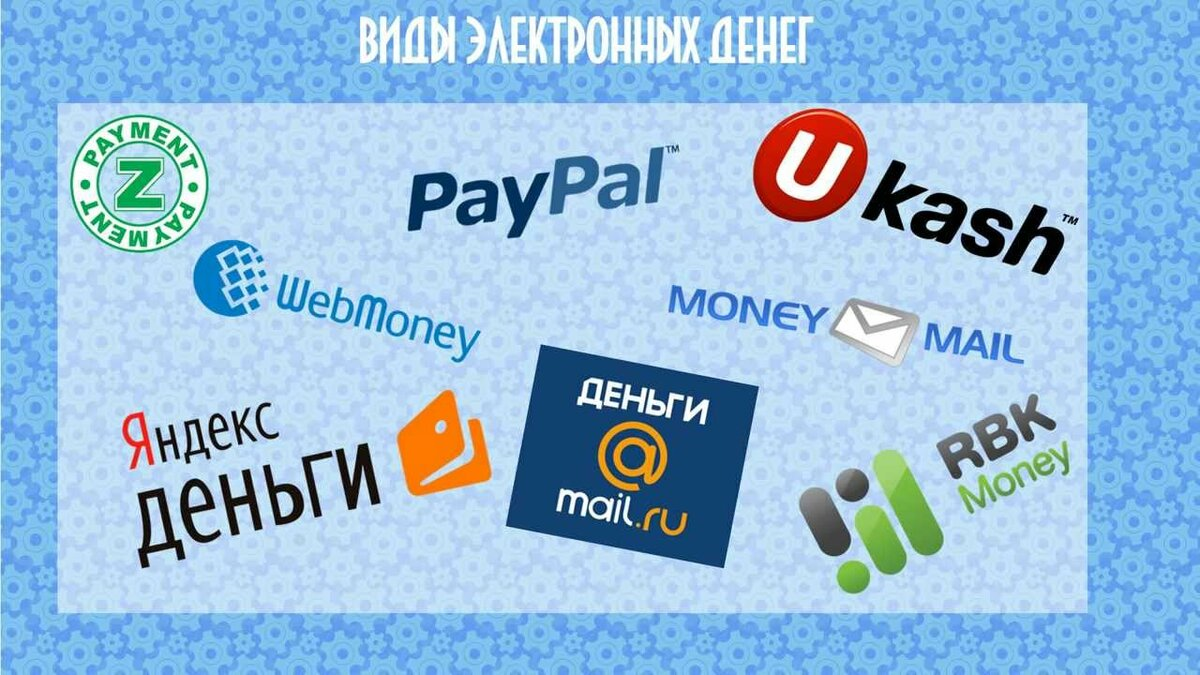 ВИДЫ ЭЛЕКТРОННЫХ ДЕНЕГ
PAYMENT
Z
PAYMENT
PayPal™
U kash™
WebMoney
MONEY MAIL
Яндекс
деньги
ДЕНЬГИ
@
mail.ru
RBK
Money